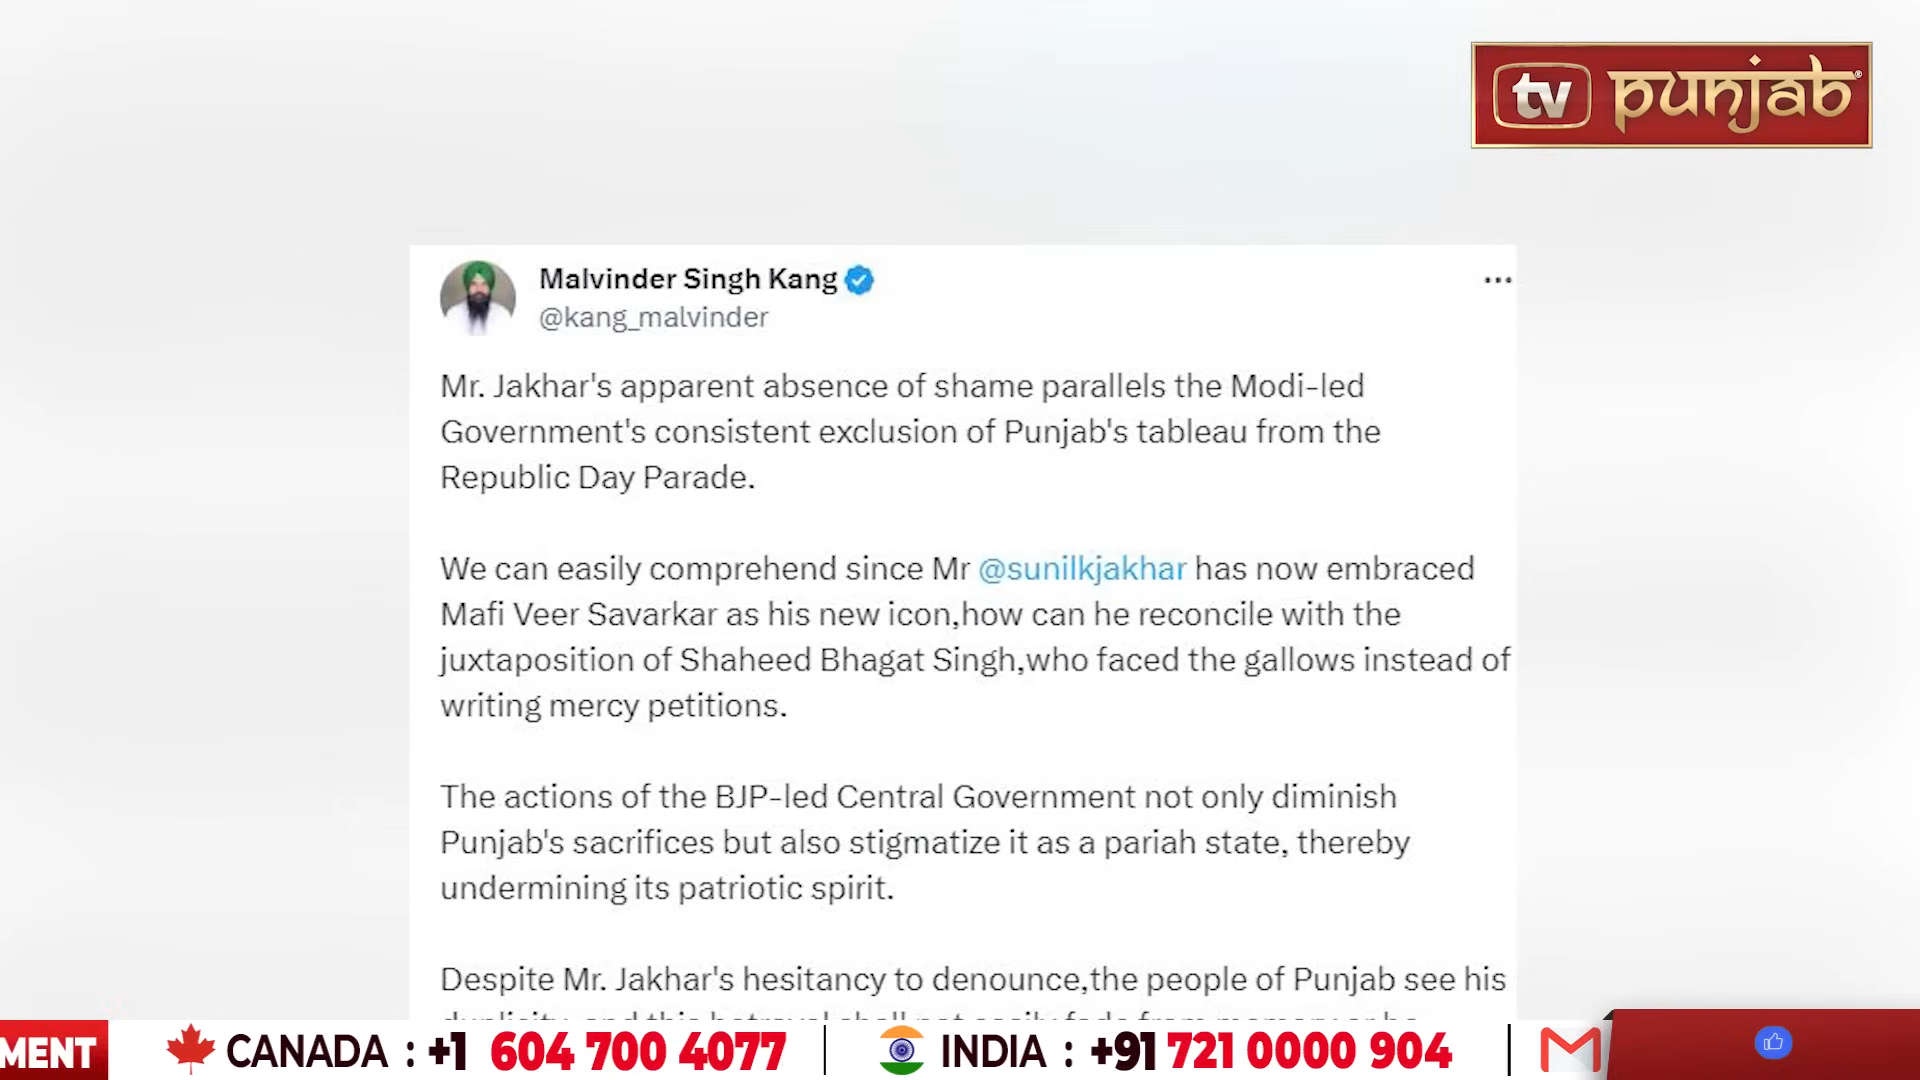 tv punjab®
Malvinder Singh Kang
@kang_malvinder
Mr. Jakhar's apparent absence of shame parallels the Modi-led
Government's consistent exclusion of Punjab's tableau from the
Republic Day Parade.
We can easily comprehend since Mr @sunilkjakhar has now embraced
Mafi Veer Savarkar as his new icon,how can he reconcile with the
juxtaposition of Shaheed Bhagat Singh,who faced the gallows instead of
writing mercy petitions.
The actions of the BJP-led Central Government not only diminish
Punjab's sacrifices but also stigmatize it as a pariah state, thereby
undermining its patriotic spirit.
Despite Mr. Jakhar's hesitancy to denounce,the people of Punjab see his
MENT CANADA : +1 604 700 4077 | INDIA : +91 721 0000 904 |